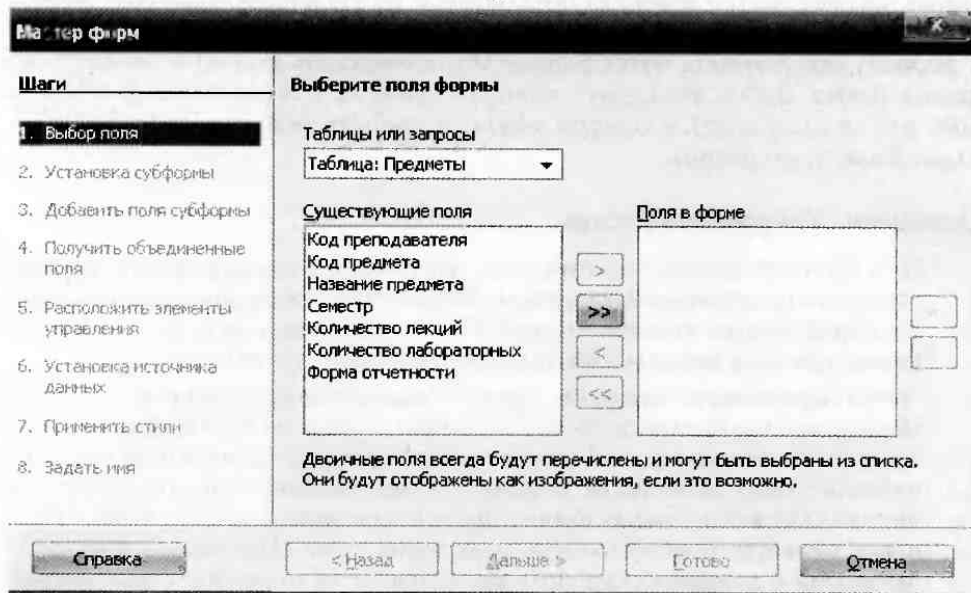 Мастер форм
Шаги
1. Выбор поля
2. Установка субформы
3. Добавить поля субформы
4. Получить объединенные
поля
5. Расположить элементы
управления
6. Установка источника
данных
7. Применить стили
8. Задать имя
Выберите поля формы
Таблицы или запросы
Таблица: Предметы
Существующие поля
Код преподавателя
Код предмета
Название предмета
Семестр
Количество лекций
Количество лабораторных
Форма отчетности
>
>>
<
<<
Поля в форме
Двоичные поля всегда будут перечислены и могут быть выбраны из списка.
Они будут отображены как изображения, если это возможно.
Справка
< Назад
Дальше >
Готово
Отмена